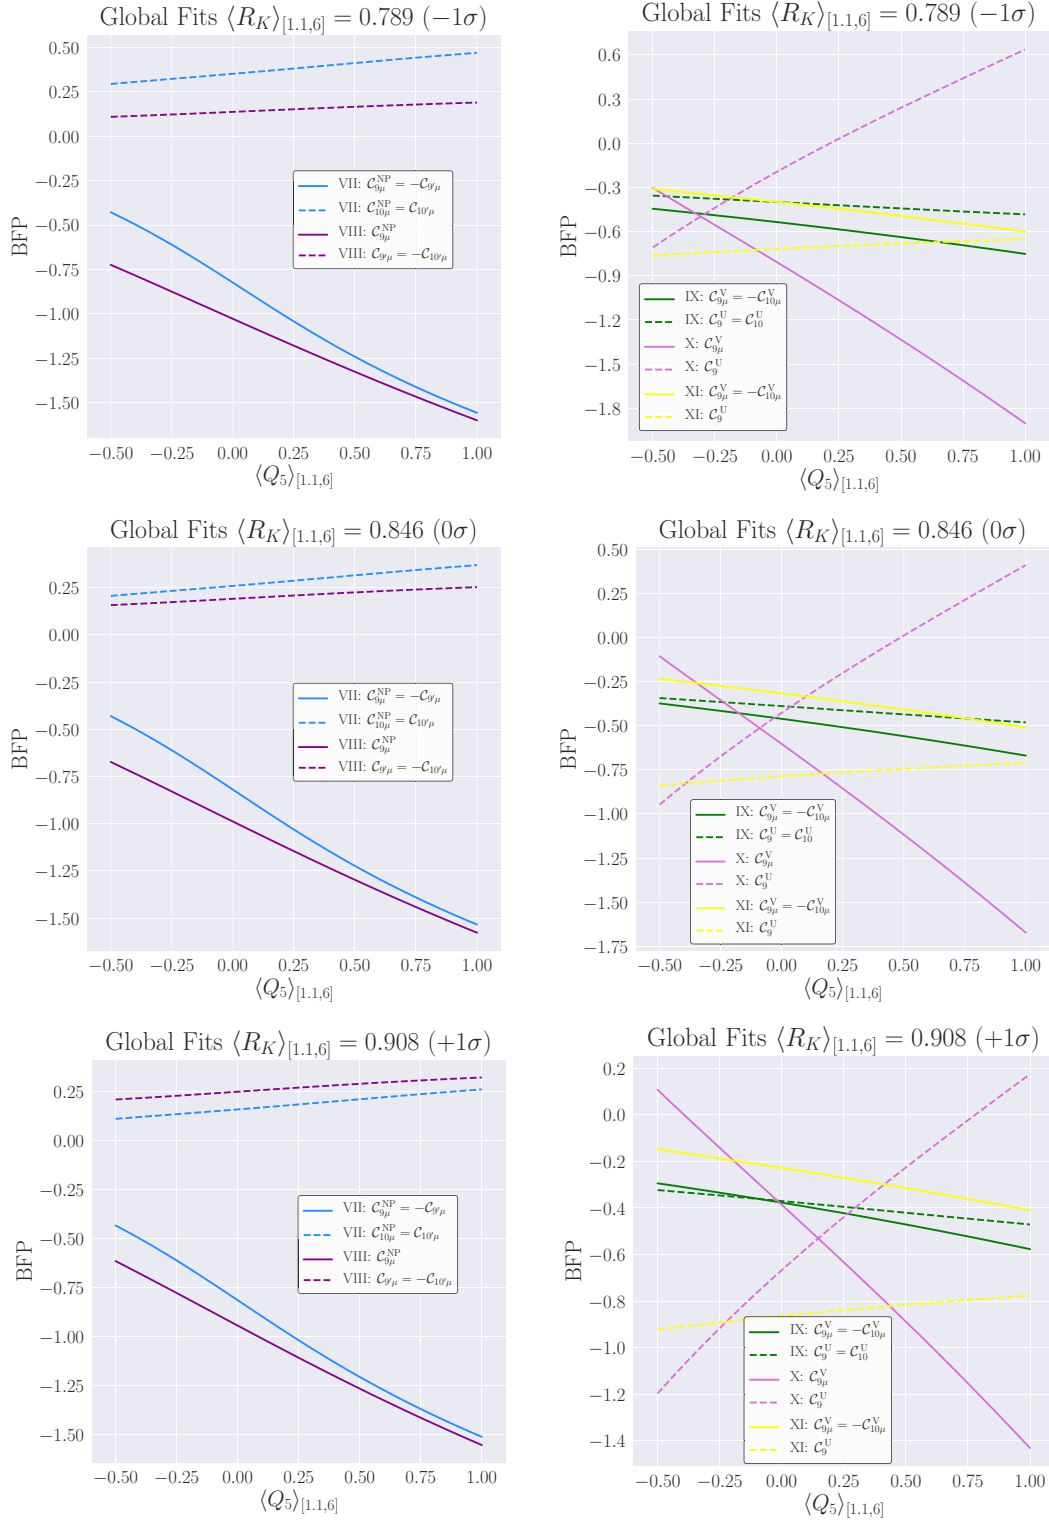 Global Fits ⟨R_K⟩_[1.1,6] = 0.789 (−1σ)
0.50
0.25
0.00
−0.25
−0.50
−0.75
−1.00
−1.25
−1.50
BFP
VII: C_9μ^NP = −C_9′μ
VII: C_10μ^NP = C_10′μ
VIII: C_9μ^NP
VIII: C_9′μ = −C_10′μ
−0.50 −0.25 0.00 0.25 0.50 0.75 1.00
⟨Q_5⟩_[1.1,6]
Global Fits ⟨R_K⟩_[1.1,6] = 0.789 (−1σ)
0.6
0.3
0.0
−0.3
−0.6
−0.9
−1.2
−1.5
−1.8
BFP
IX: C_9μ^V = −C_10μ^V
IX: C_9^U = C_10^U
X: C_9μ^V
X: C_9^U
XI: C_9μ^V = −C_10μ^V
XI: C_9^U
−0.50 −0.25 0.00 0.25 0.50 0.75 1.00
⟨Q_5⟩_[1.1,6]
Global Fits ⟨R_K⟩_[1.1,6] = 0.846 (0σ)
0.25
0.00
−0.25
−0.50
−0.75
−1.00
−1.25
−1.50
BFP
VII: C_9μ^NP = −C_9′μ
VII: C_10μ^NP = C_10′μ
VIII: C_9μ^NP
VIII: C_9′μ = −C_10′μ
−0.50 −0.25 0.00 0.25 0.50 0.75 1.00
⟨Q_5⟩_[1.1,6]
Global Fits ⟨R_K⟩_[1.1,6] = 0.846 (0σ)
0.50
0.25
0.00
−0.25
−0.50
−0.75
−1.00
−1.25
−1.50
−1.75
BFP
IX: C_9μ^V = −C_10μ^V
IX: C_9^U = C_10^U
X: C_9μ^V
X: C_9^U
XI: C_9μ^V = −C_10μ^V
XI: C_9^U
−0.50 −0.25 0.00 0.25 0.50 0.75 1.00
⟨Q_5⟩_[1.1,6]
Global Fits ⟨R_K⟩_[1.1,6] = 0.908 (+1σ)
0.25
0.00
−0.25
−0.50
−0.75
−1.00
−1.25
−1.50
BFP
VII: C_9μ^NP = −C_9′μ
VII: C_10μ^NP = C_10′μ
VIII: C_9μ^NP
VIII: C_9′μ = −C_10′μ
−0.50 −0.25 0.00 0.25 0.50 0.75 1.00
⟨Q_5⟩_[1.1,6]
Global Fits ⟨R_K⟩_[1.1,6] = 0.908 (+1σ)
0.2
0.0
−0.2
−0.4
−0.6
−0.8
−1.0
−1.2
−1.4
BFP
IX: C_9μ^V = −C_10μ^V
IX: C_9^U = C_10^U
X: C_9μ^V
X: C_9^U
XI: C_9μ^V = −C_10μ^V
XI: C_9^U
−0.50 −0.25 0.00 0.25 0.50 0.75 1.00
⟨Q_5⟩_[1.1,6]